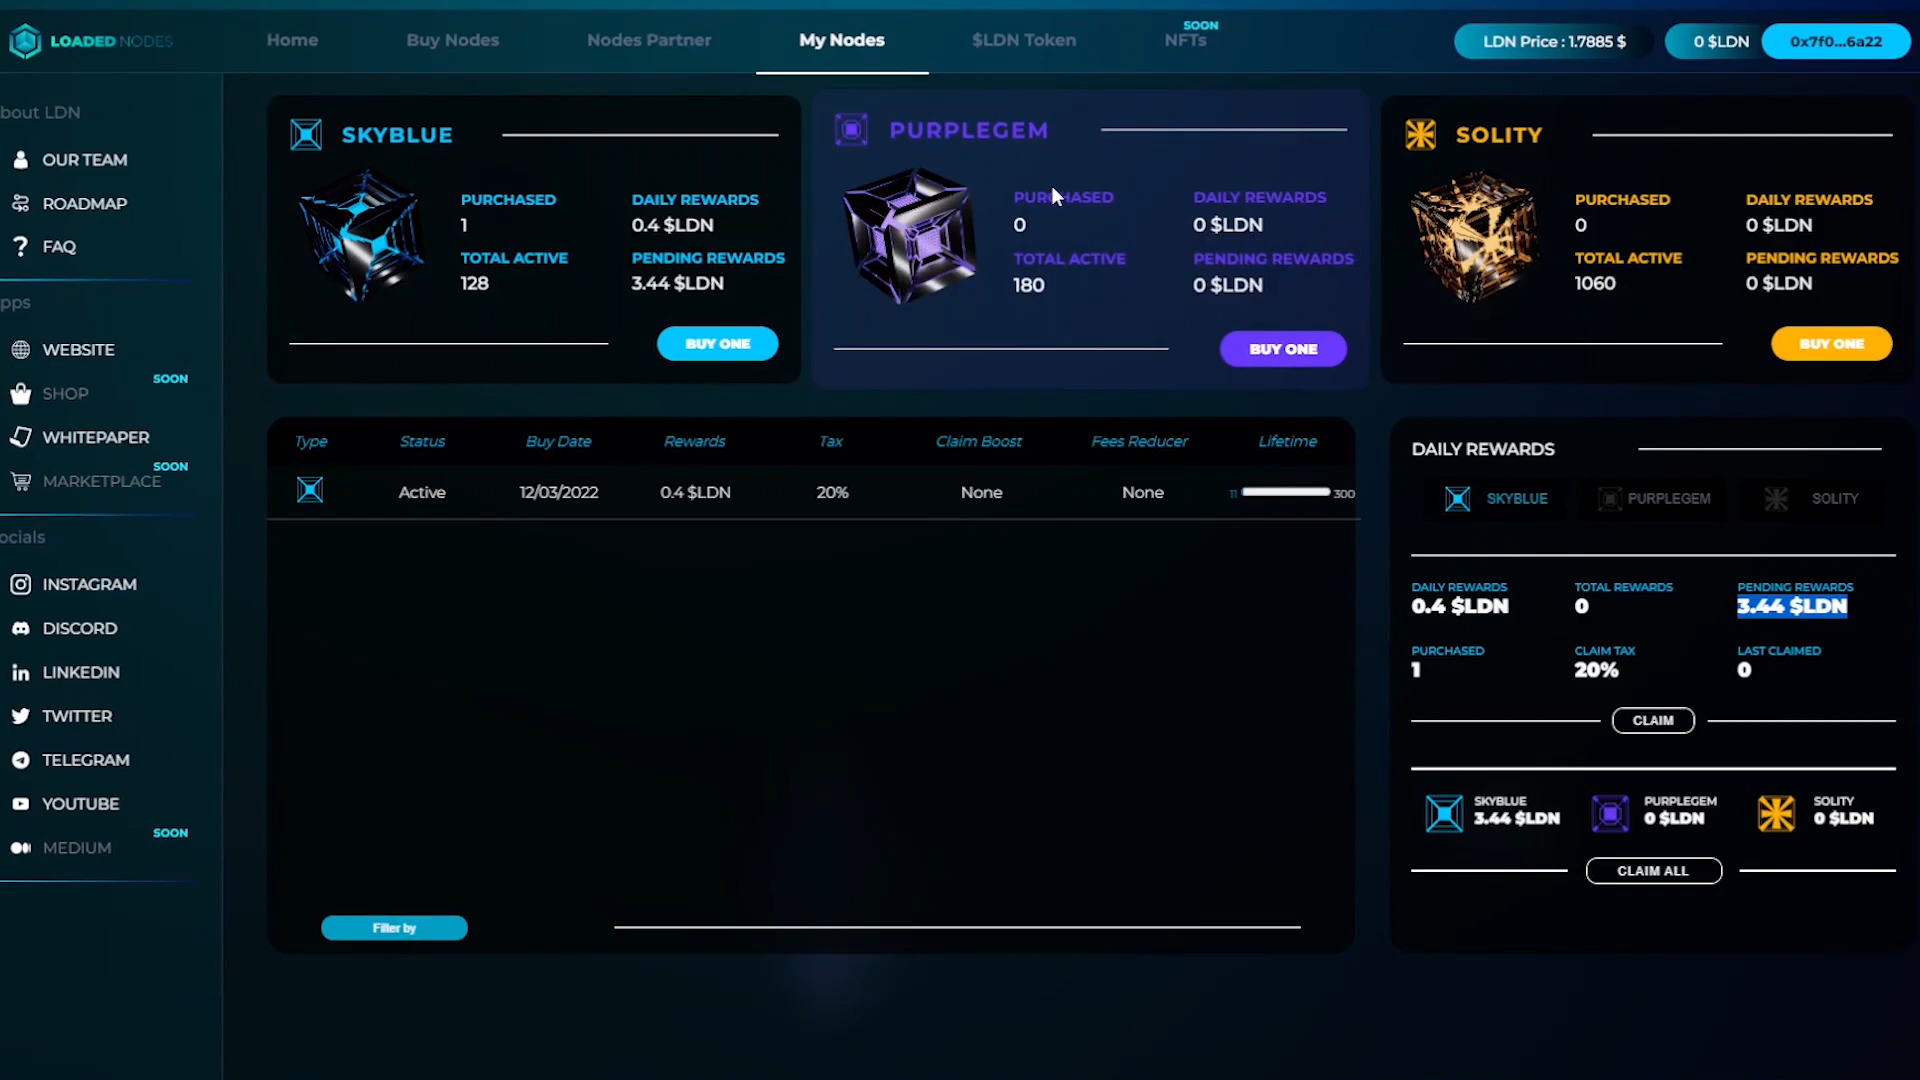 LOADED NODES
Home
Buy Nodes
Nodes Partner
My Nodes
$LDN Token
SOON
NFTs
LDN Price : 1.7885 $
0 $LDN
0x7f0...6a22
bout LDN
OUR TEAM
ROADMAP
FAQ
pps
WEBSITE
SOON
SHOP
WHITEPAPER
SOON
MARKETPLACE
ocials
INSTAGRAM
DISCORD
LINKEDIN
TWITTER
TELEGRAM
YOUTUBE
SOON
MEDIUM
SKYBLUE
PURCHASED
DAILY REWARDS
1
0.4 $LDN
TOTAL ACTIVE
PENDING REWARDS
128
3.44 $LDN
BUY ONE
PURPLEGEM
PURCHASED
DAILY REWARDS
0
0 $LDN
TOTAL ACTIVE
PENDING REWARDS
180
0 $LDN
BUY ONE
SOLITY
PURCHASED
DAILY REWARDS
0
0 $LDN
TOTAL ACTIVE
PENDING REWARDS
1060
0 $LDN
BUY ONE
Type Status Buy Date Rewards Tax Claim Boost Fees Reducer Lifetime
Active 12/03/2022 0.4 $LDN 20% None None 11 300
Filter by
DAILY REWARDS
SKYBLUE PURPLEGEM SOLITY
DAILY REWARDS TOTAL REWARDS PENDING REWARDS
0.4 $LDN 0 3.44 $LDN
PURCHASED CLAIM TAX LAST CLAIMED
1 20% 0
CLAIM
SKYBLUE PURPLEGEM SOLITY
3.44 $LDN 0 $LDN 0 $LDN
CLAIM ALL